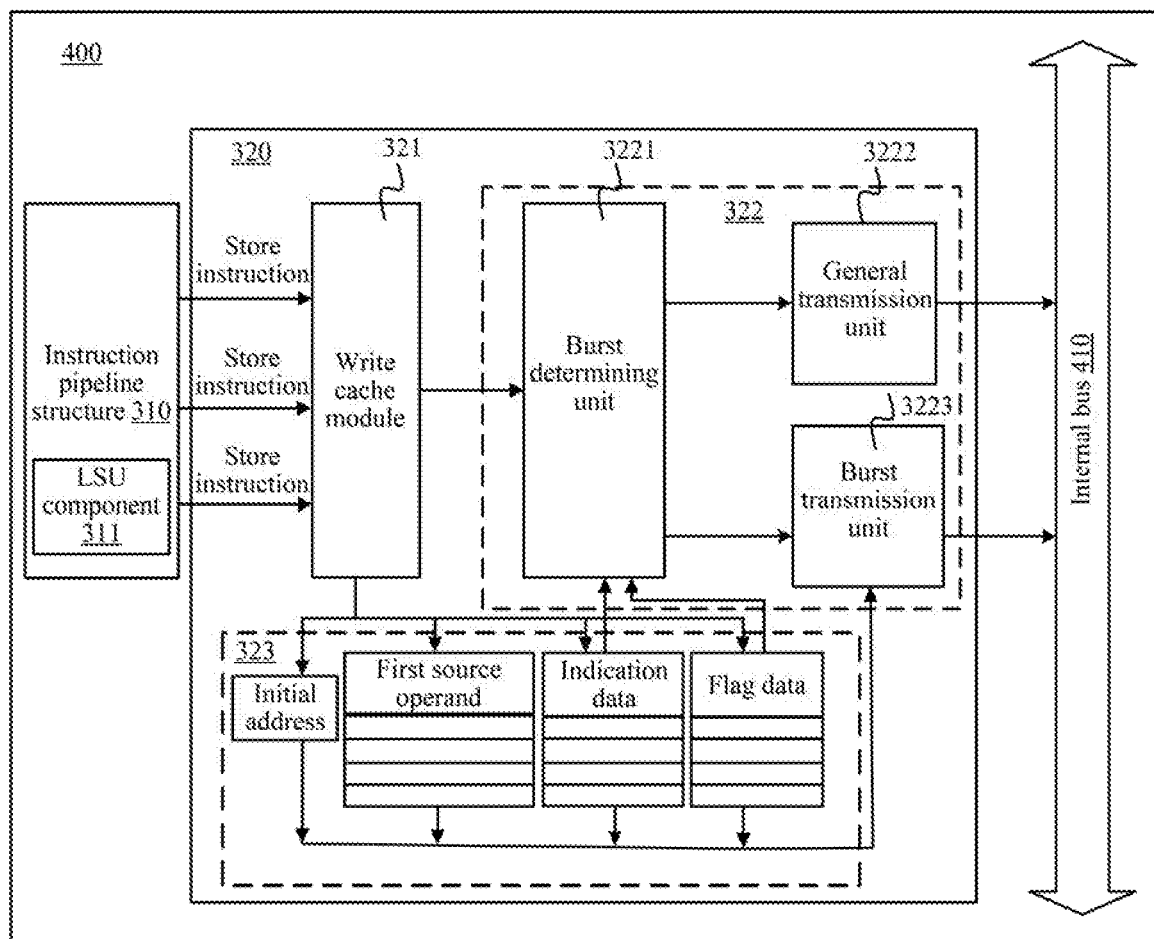 400
320
321
3221
3222
322
Store
instruction
Store
instruction
Store
instruction
Instruction
pipeline
structure 310
LSU
component
311
Write
cache
module
Burst
determining
unit
General
transmission
unit
3223
Burst
transmission
unit
Internal bus 410
323
Initial
address
First source
operand
Indication
data
Flag data